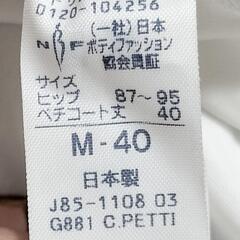 0120-104256
(一社)日本
ボディファッション
協会員証
N F
サイズ
ヒップ 87～95
ペチコート丈 40
M-40
日本製
J85-1108 03
G881 C.PETTI